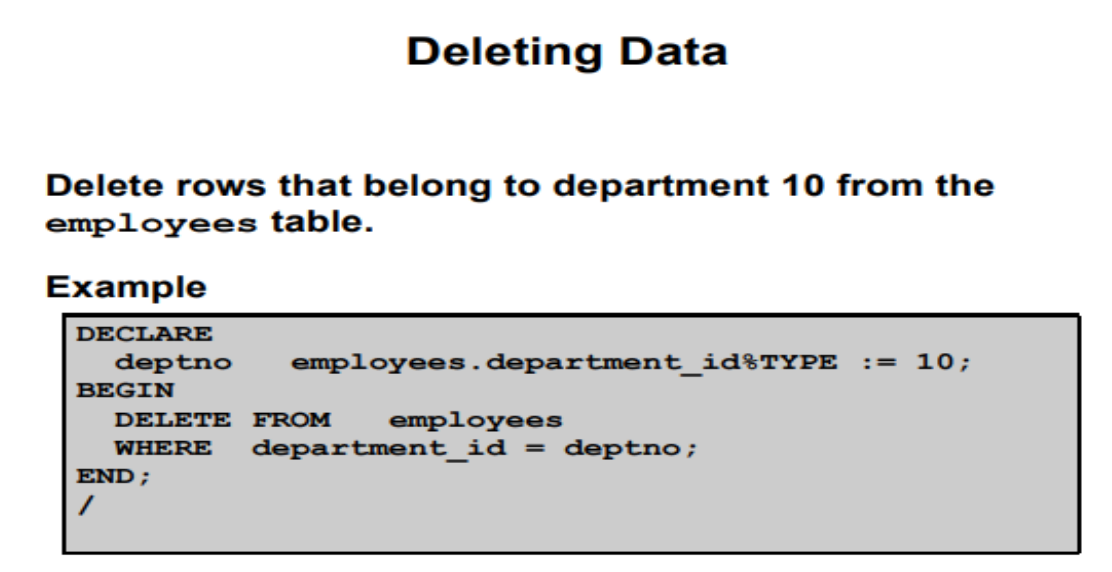 Deleting Data
Delete rows that belong to department 10 from the
employees table.
Example
DECLARE
  deptno    employees.department_id%TYPE := 10;
BEGIN
  DELETE FROM   employees
  WHERE  department_id = deptno;
END;
/